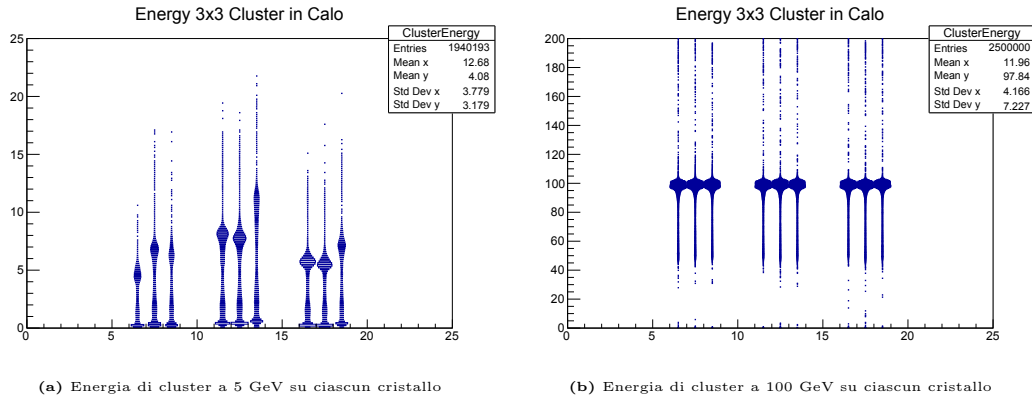 Energy 3x3 Cluster in Calo
ClusterEnergy
Entries 1940193
Mean x 12.68
Mean y 4.08
Std Dev x 3.779
Std Dev y 3.179
25
20
15
10
5
0
0 5 10 15 20 25
(a) Energia di cluster a 5 GeV su ciascun cristallo
Energy 3x3 Cluster in Calo
ClusterEnergy
Entries 2500000
Mean x 11.96
Mean y 97.84
Std Dev x 4.166
Std Dev y 7.227
200
180
160
140
120
100
80
60
40
20
0
0 5 10 15 20 25
(b) Energia di cluster a 100 GeV su ciascun cristallo